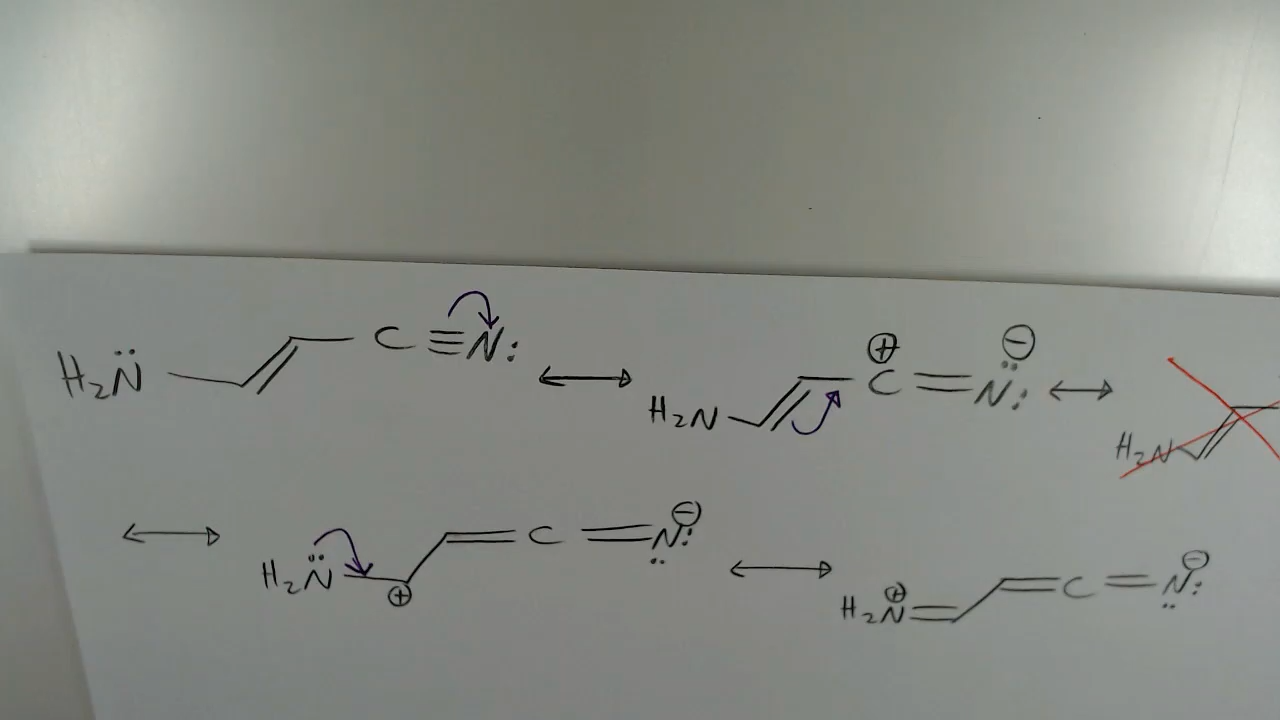 H₂N̈ C≡N:
H₂N ⊕ C=N̈: ⊖
H₂N
H₂N̈ ⊕ C=N̈: ⊖
H₂N ⊕ C=N̈: ⊖